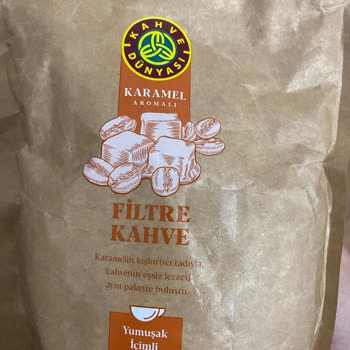 KAHVE
DÜNYASI
KARAMEL
AROMALI
FİLTRE
KAHVE
Karamelin kışkırtıcı tadıyla
kahvenin eşsiz lezzeti
aynı pakette buluştu.
Yumuşak
İçimli